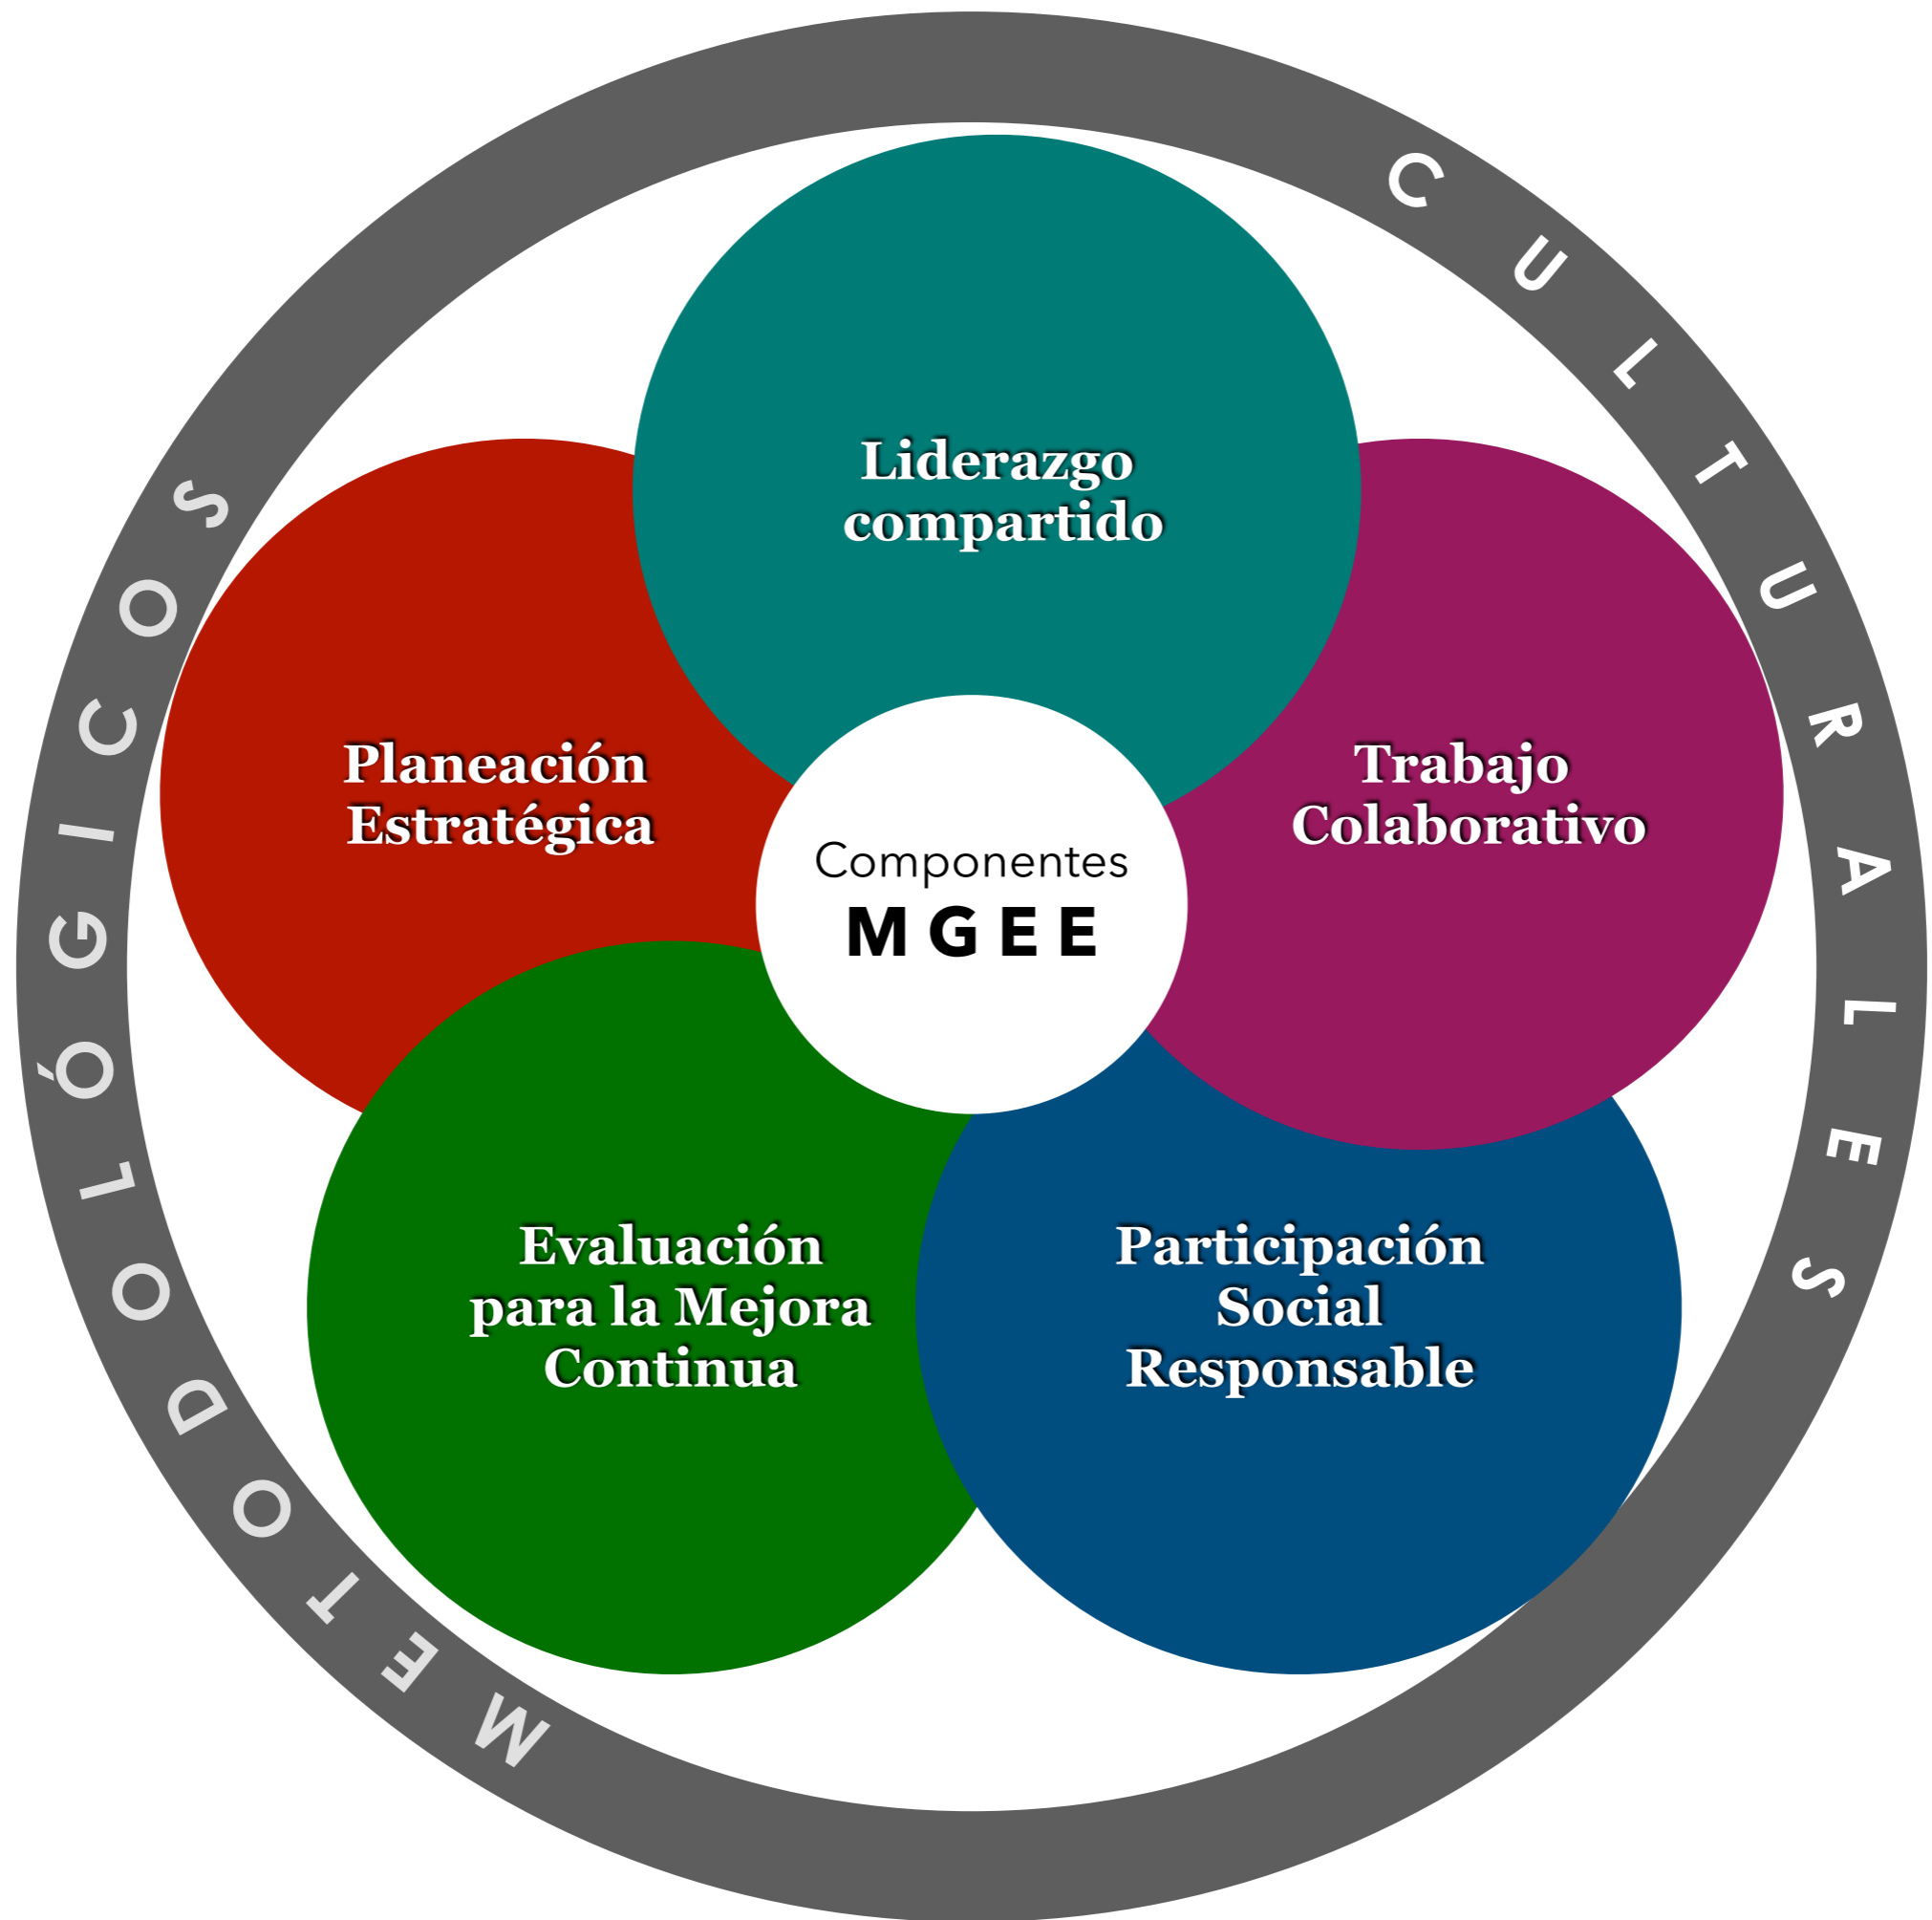 CULTURALES
METODOLÓGICOS
Liderazgo
compartido
Planeación
Estratégica
Trabajo
Colaborativo
Componentes
MGEE
Evaluación
para la Mejora
Continua
Participación
Social
Responsable